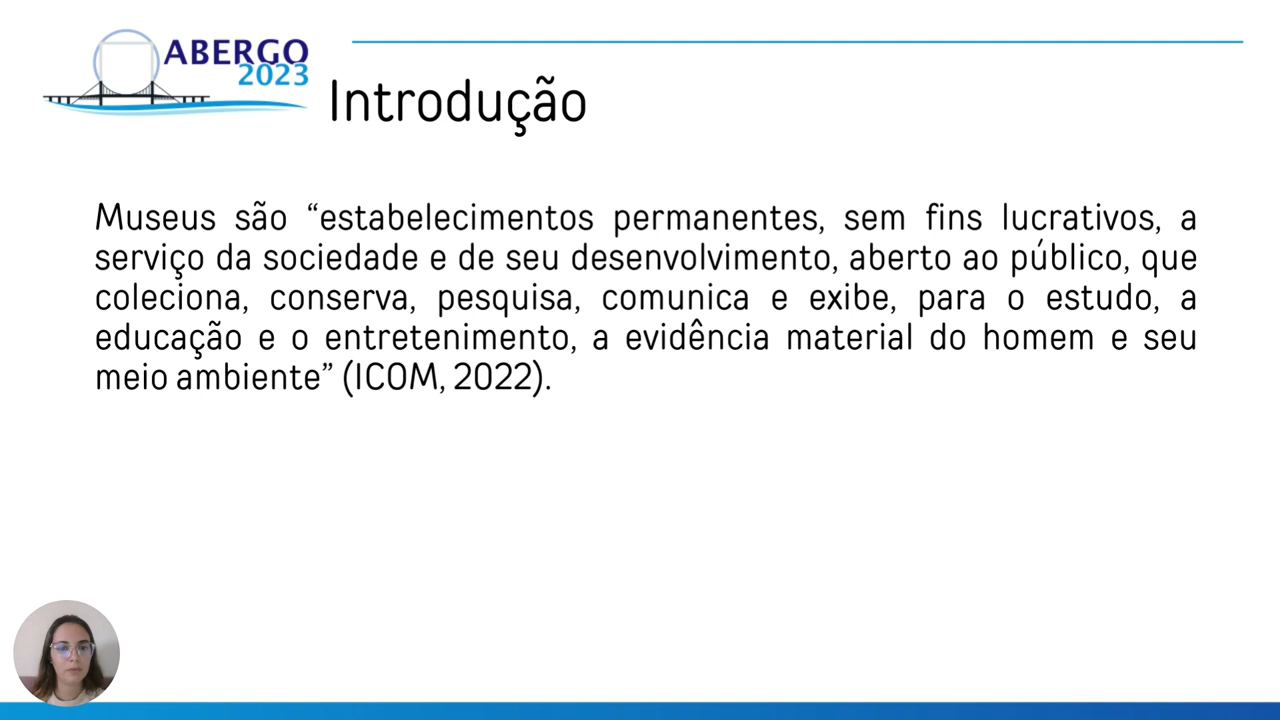 ABERGO
2023
Introdução
Museus são “estabelecimentos permanentes, sem fins lucrativos, a
serviço da sociedade e de seu desenvolvimento, aberto ao público, que
coleciona, conserva, pesquisa, comunica e exibe, para o estudo, a
educação e o entretenimento, a evidência material do homem e seu
meio ambiente” (ICOM, 2022).